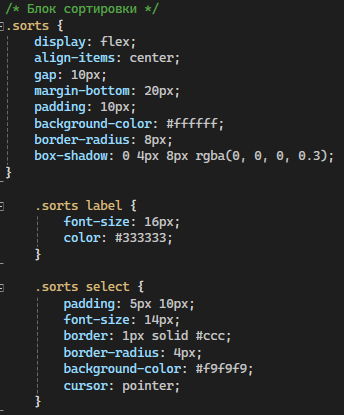 /* Блок сортировки */
.sorts {
    display: flex;
    align-items: center;
    gap: 10px;
    margin-bottom: 20px;
    padding: 10px;
    background-color: #ffffff;
    border-radius: 8px;
    box-shadow: 0 4px 8px rgba(0, 0, 0, 0.3);
}

    .sorts label {
        font-size: 16px;
        color: #333333;
    }

    .sorts select {
        padding: 5px 10px;
        font-size: 14px;
        border: 1px solid #ccc;
        border-radius: 4px;
        background-color: #f9f9f9;
        cursor: pointer;
    }